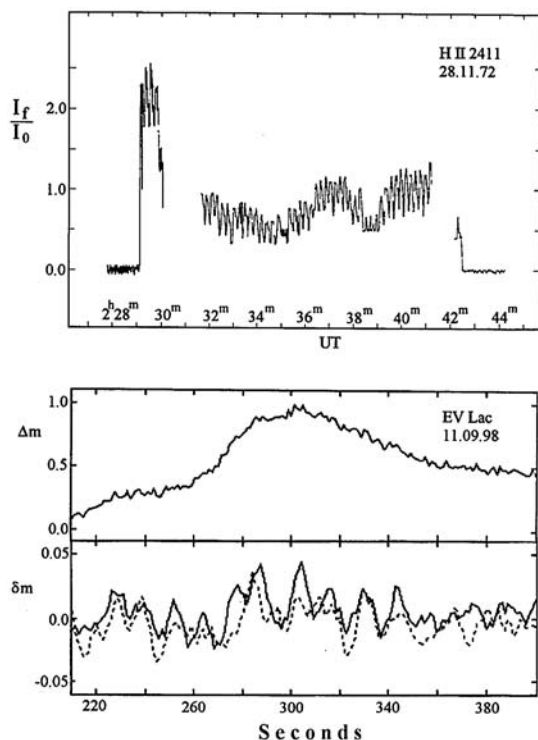 H II 2411
28.11.72
I_f / I_0
2.0
1.0
0.0
2^h 28^m 30^m 32^m 34^m 36^m 38^m 40^m 42^m 44^m
UT
EV Lac
11.09.98
Δm
1.0
0.5
0.0
δm
0.05
0.0
-0.05
220 260 300 340 380
Seconds